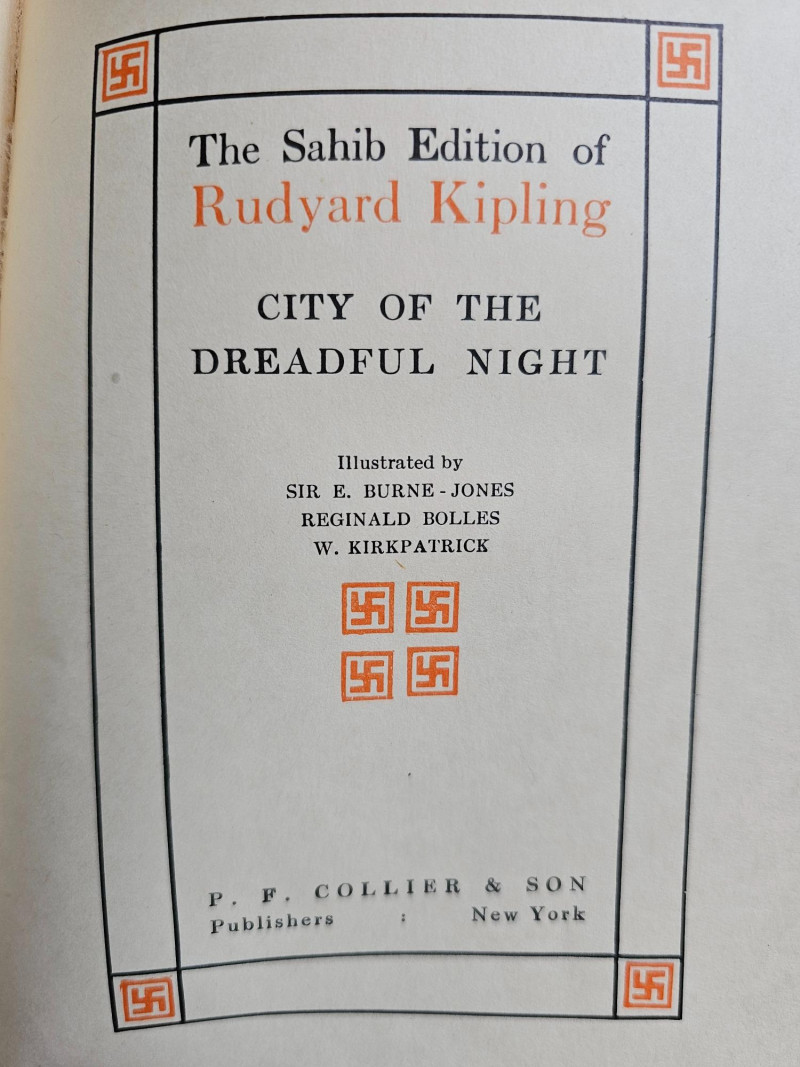 The Sahib Edition of
Rudyard Kipling
CITY OF THE
DREADFUL NIGHT
Illustrated by
SIR E. BURNE-JONES
REGINALD BOLLES
W. KIRKPATRICK
P. F. COLLIER & SON
Publishers : New York